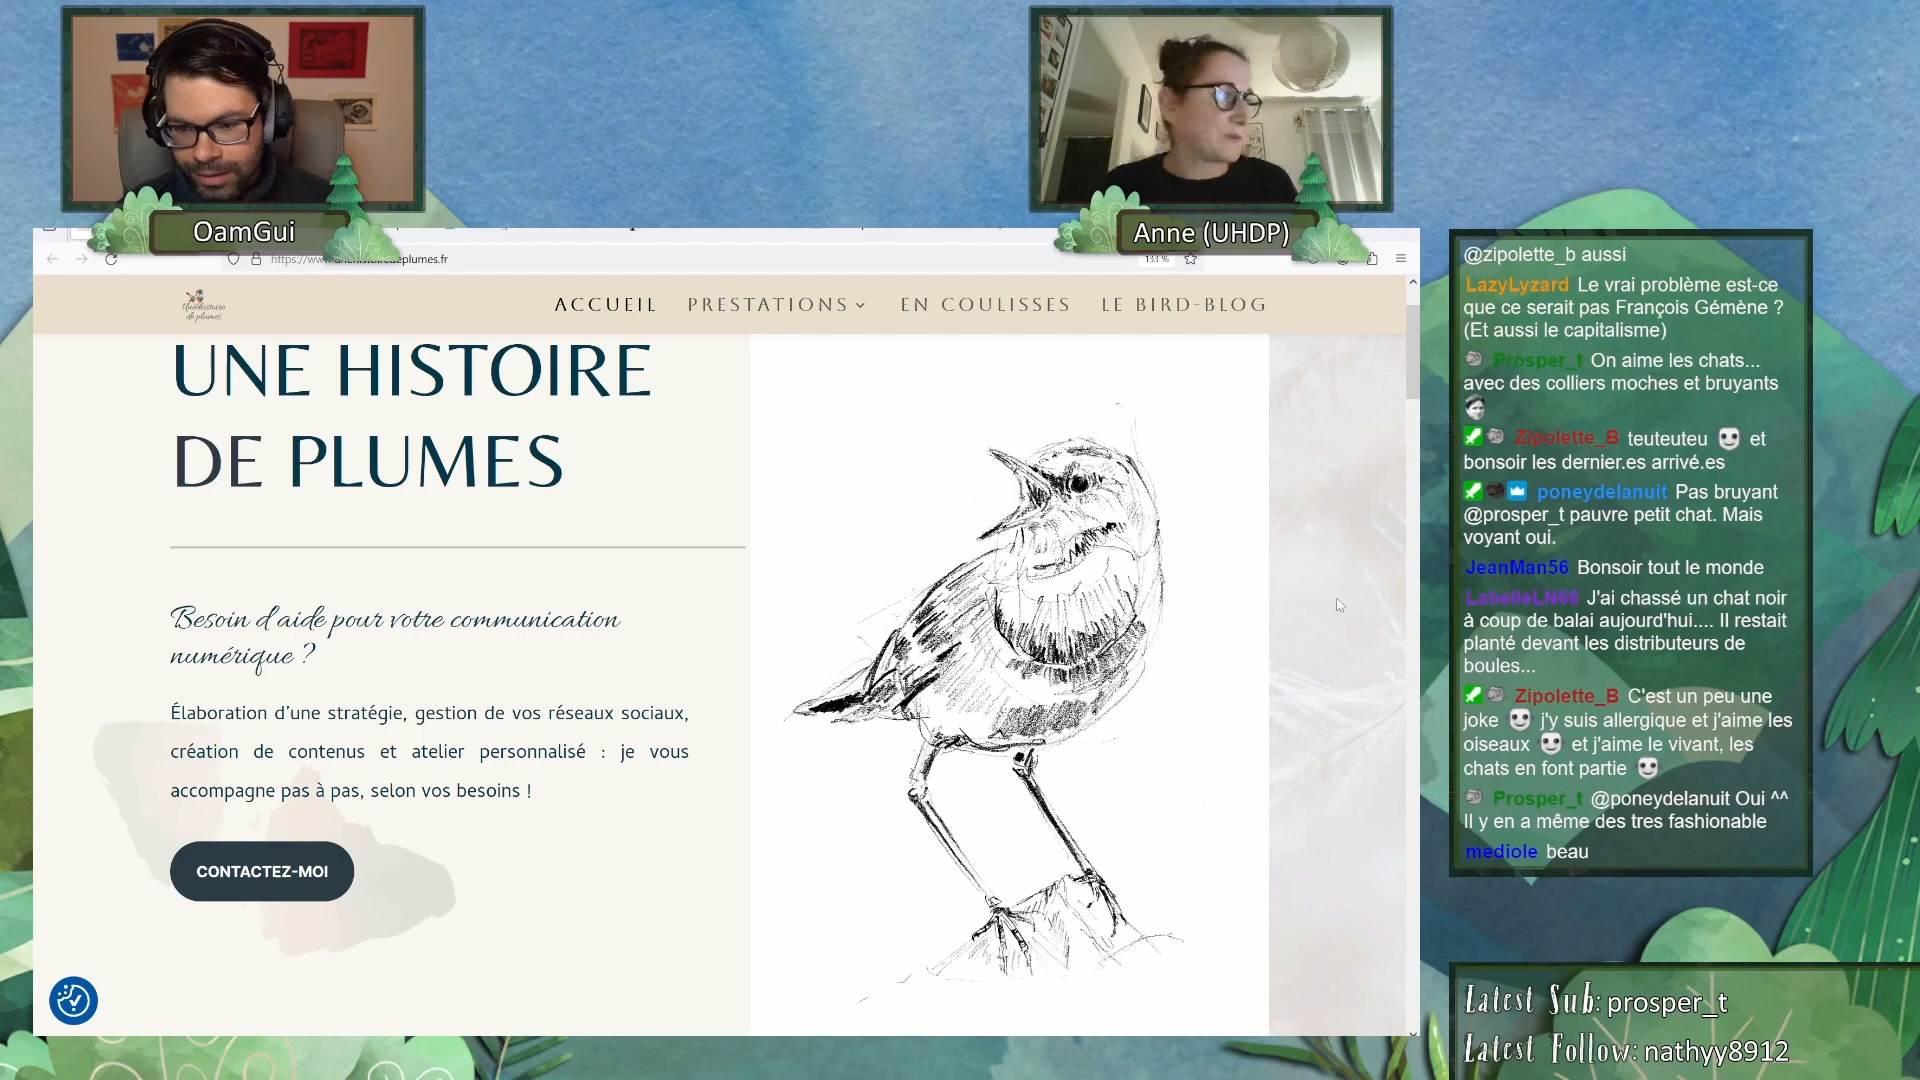 OamGui
Anne (UHDP)
133 %
Une histoire
de plumes
ACCUEIL
PRESTATIONS
EN COULISSES
LE BIRD-BLOG
UNE HISTOIRE
DE PLUMES
Besoin d'aide pour votre communication
numérique ?
Élaboration d'une stratégie, gestion de vos réseaux sociaux,
création de contenus et atelier personnalisé : je vous
accompagne pas à pas, selon vos besoins !
CONTACTEZ-MOI
@zipolette_b aussi
LazyLyzard Le vrai problème est-ce
que ce serait pas François Gémène ?
(Et aussi le capitalisme)
Prosper_t On aime les chats...
avec des colliers moches et bruyants
Zipolette_B teuteuteu et
bonsoir les dernier.es arrivé.es
poneydelanuit Pas bruyant
@prosper_t pauvre petit chat. Mais
voyant oui.
JeanMan56 Bonsoir tout le monde
LabelleLN66 J'ai chassé un chat noir
à coup de balai aujourd'hui.... Il restait
planté devant les distributeurs de
boules...
Zipolette_B C'est un peu une
joke j'y suis allergique et j'aime les
oiseaux et j'aime le vivant, les
chats en font partie
Prosper_t @poneydelanuit Oui ^^
Il y en a même des tres fashionable
mediole beau
Latest Sub: prosper_t
Latest Follow: nathyy8912